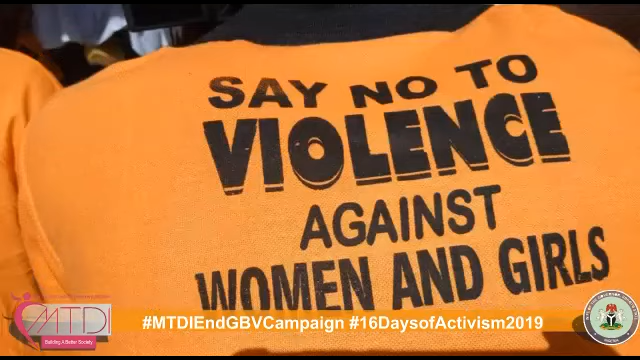 SAY NO TO
VIOLENCE
AGAINST
WOMEN AND GIRLS
MTDI
Building A Better Society
#MTDIEndGBVCampaign #16DaysofActivism2019